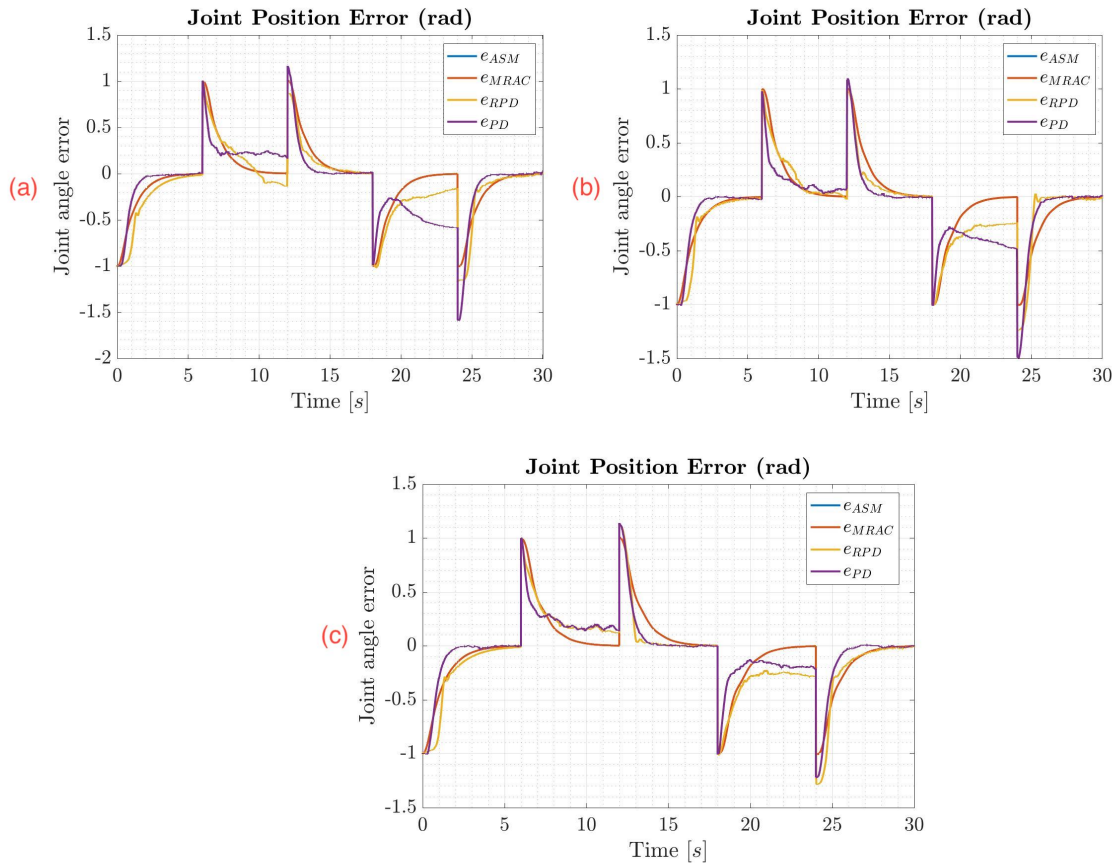 Joint Position Error (rad)
1.5
1
0.5
0
-0.5
-1
-1.5
-2
0
5
10
15
20
25
30
Joint angle error
Time [s]
e_ASM
e_MRAC
e_RPD
e_PD
(a)
Joint Position Error (rad)
1.5
1
0.5
0
-0.5
-1
-1.5
0
5
10
15
20
25
30
Joint angle error
Time [s]
e_ASM
e_MRAC
e_RPD
e_PD
(b)
Joint Position Error (rad)
1.5
1
0.5
0
-0.5
-1
-1.5
0
5
10
15
20
25
30
Joint angle error
Time [s]
e_ASM
e_MRAC
e_RPD
e_PD
(c)